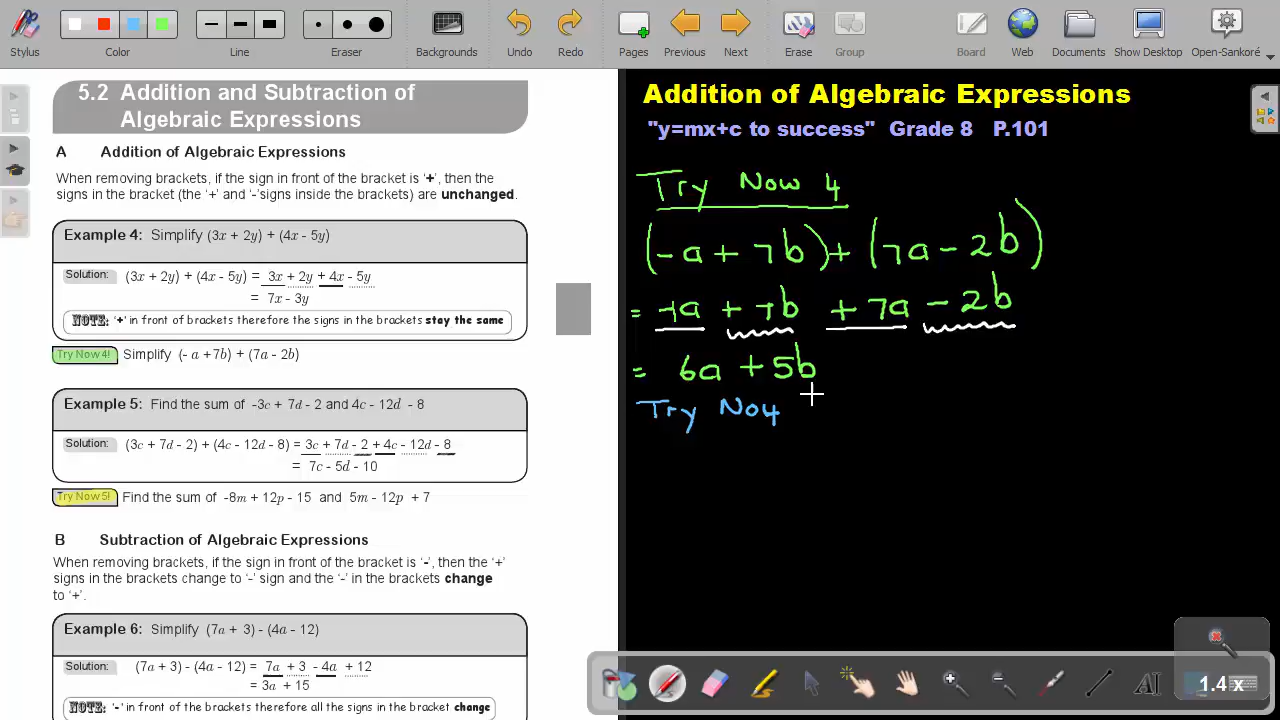 Stylus
Color
Line
Eraser
Backgrounds
Undo
Redo
Pages
Previous
Next
Erase
Group
Board
Web
Documents
Show Desktop
Open-Sankoré
5.2 Addition and Subtraction of
Algebraic Expressions
A Addition of Algebraic Expressions
When removing brackets, if the sign in front of the bracket is ‘+’, then the
signs in the bracket (the ‘+’ and ‘-’signs inside the brackets) are unchanged.
Example 4: Simplify (3x + 2y) + (4x - 5y)
Solution: (3x + 2y) + (4x - 5y) = 3x + 2y + 4x - 5y
= 7x - 3y
NOTE: ‘+’ in front of brackets therefore the signs in the brackets stay the same
Try Now 4! Simplify (- a +7b) + (7a - 2b)
Example 5: Find the sum of -3c + 7d - 2 and 4c - 12d - 8
Solution: (3c + 7d - 2) + (4c - 12d - 8) = 3c + 7d - 2 + 4c - 12d - 8
= 7c - 5d - 10
Try Now 5! Find the sum of -8m + 12p - 15 and 5m - 12p + 7
B Subtraction of Algebraic Expressions
When removing brackets, if the sign in front of the bracket is ‘-’, then the ‘+’
signs in the brackets change to ‘-’ sign and the ‘-’ in the brackets change
to ‘+’.
Example 6: Simplify (7a + 3) - (4a - 12)
Solution: (7a + 3) - (4a - 12) = 7a + 3 - 4a + 12
= 3a + 15
NOTE: ‘-’ in front of the brackets therefore all the signs in the bracket change
Addition of Algebraic Expressions
"y=mx+c to success" Grade 8 P.101
Try Now 4
(-a + 7b) + (7a - 2b)
= -1a + 7b + 7a - 2b
= 6a + 5b
Try No4
1.4 x